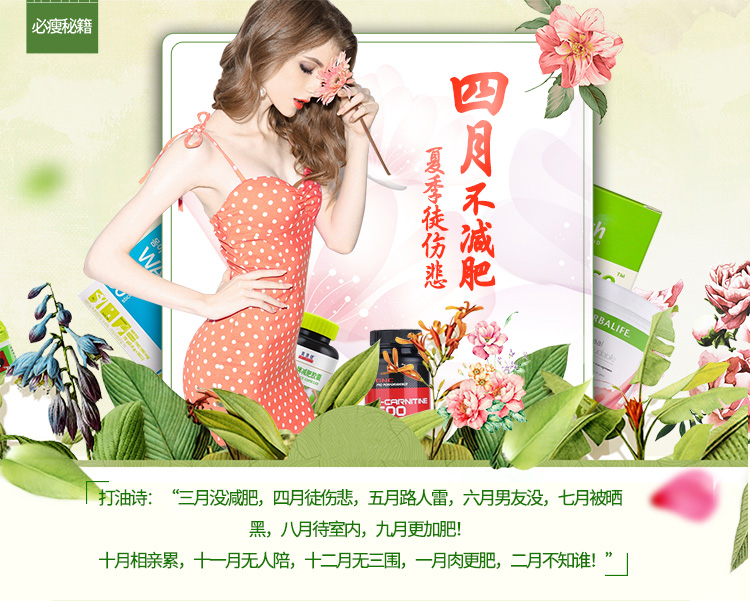 必瘦秘籍
四月不减肥
夏季徒伤悲
HERBALIFE
GNC
L-CARNITINE
500
打油诗：“三月没减肥，四月徒伤悲，五月路人雷，六月男友没，七月被晒
黑，八月待室内，九月更加肥！
十月相亲累，十一月无人陪，十二月无三围，一月肉更肥，二月不知谁！”